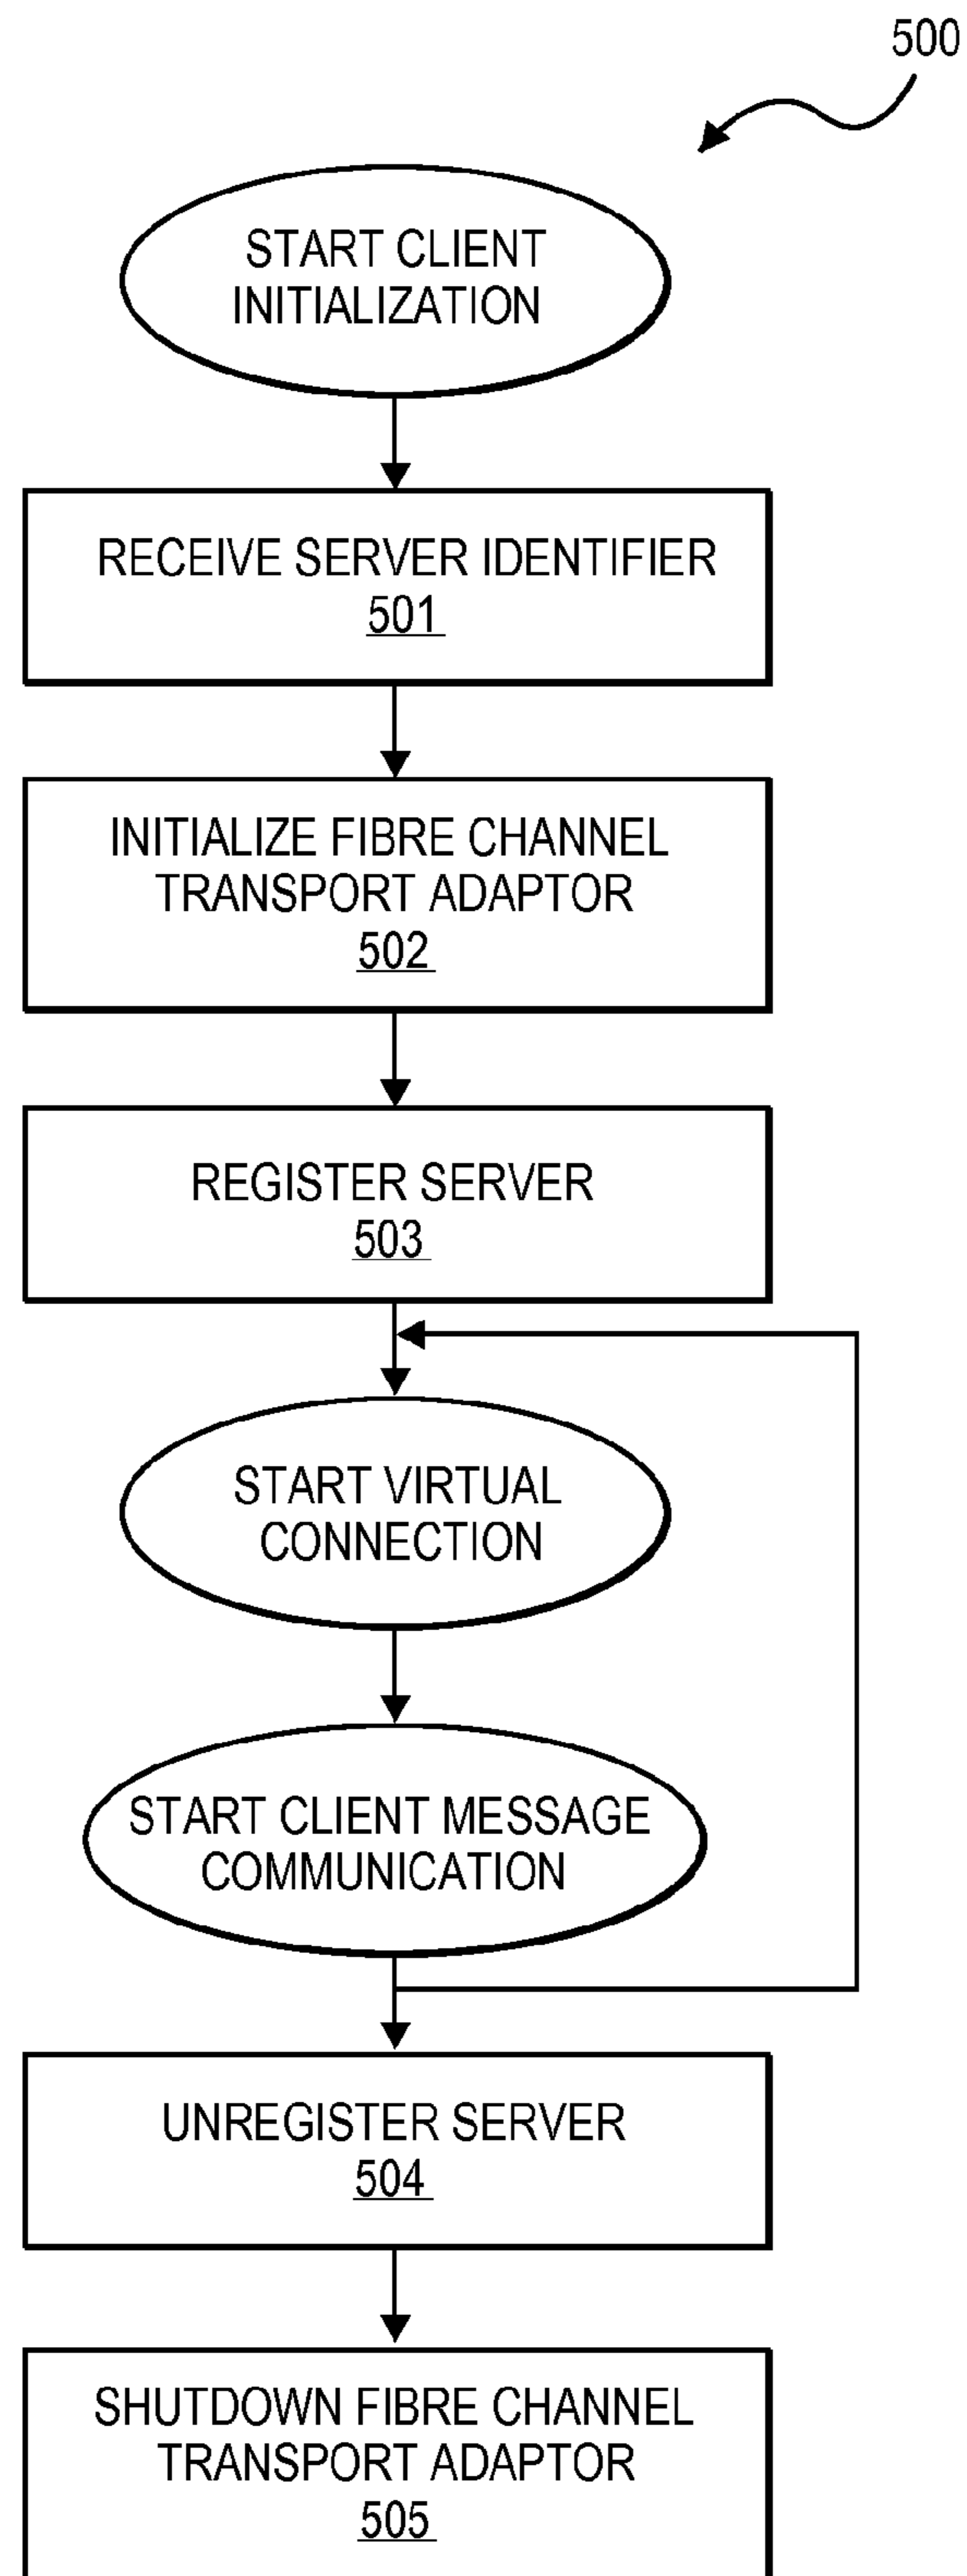 500
START CLIENT
INITIALIZATION
RECEIVE SERVER IDENTIFIER
501
INITIALIZE FIBRE CHANNEL
TRANSPORT ADAPTOR
502
REGISTER SERVER
503
START VIRTUAL
CONNECTION
START CLIENT MESSAGE
COMMUNICATION
UNREGISTER SERVER
504
SHUTDOWN FIBRE CHANNEL
TRANSPORT ADAPTOR
505